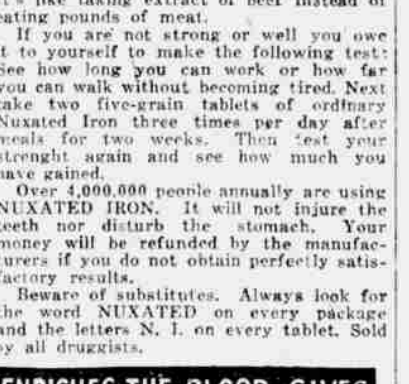 it's like taking extract of beef instead of
eating pounds of meat.
If you are not strong or well you owe
it to yourself to make the following test:
See how long you can work or how far
you can walk without becoming tired. Next
take two five-grain tablets of ordinary
Nuxated Iron three times per day after
meals for two weeks. Then test your
strenght again and see how much you
have gained.
Over 4,000,000 people annually are using
NUXATED IRON. It will not injure the
teeth nor disturb the stomach. Your
money will be refunded by the manufac-
turers if you do not obtain perfectly satis-
factory results.
Beware of substitutes. Always look for
the word NUXATED on every package
and the letters N. I. on every tablet. Sold
by all druggists.
ENRICHES THE BLOOD GIVES